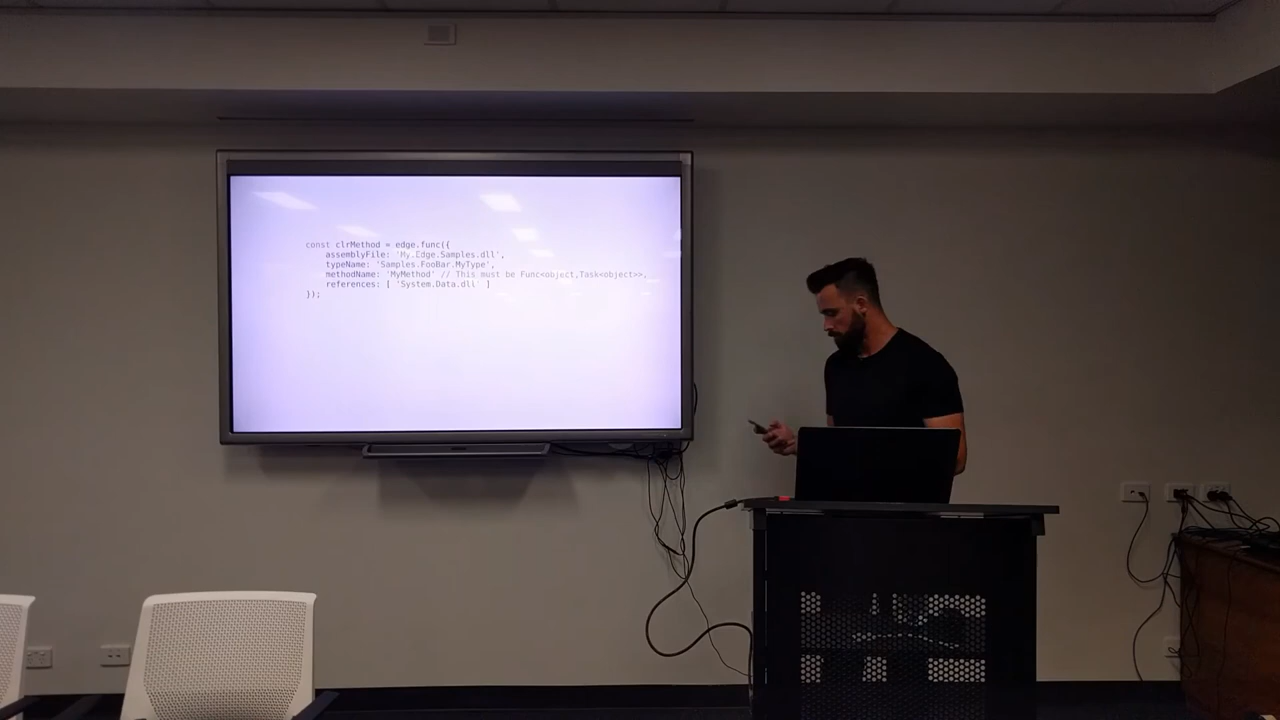 const clrMethod = edge.func({
    assemblyFile: 'My.Edge.Samples.dll',
    typeName: 'Samples.FooBar.MyType',
    methodName: 'MyMethod' // This must be Func<object,Task<object>>,
    references: [ 'System.Data.dll' ]
});